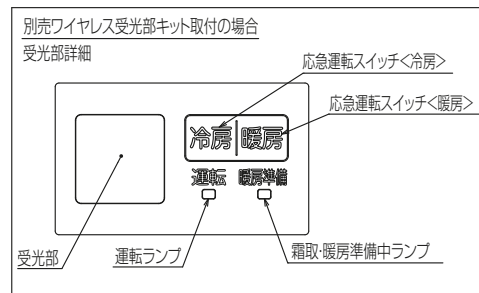 別売ワイヤレス受光部キット取付の場合
受光部詳細
応急運転スイッチ<冷房>
応急運転スイッチ<暖房>
冷房 暖房
運転 暖房準備
受光部
運転ランプ
霜取・暖房準備中ランプ